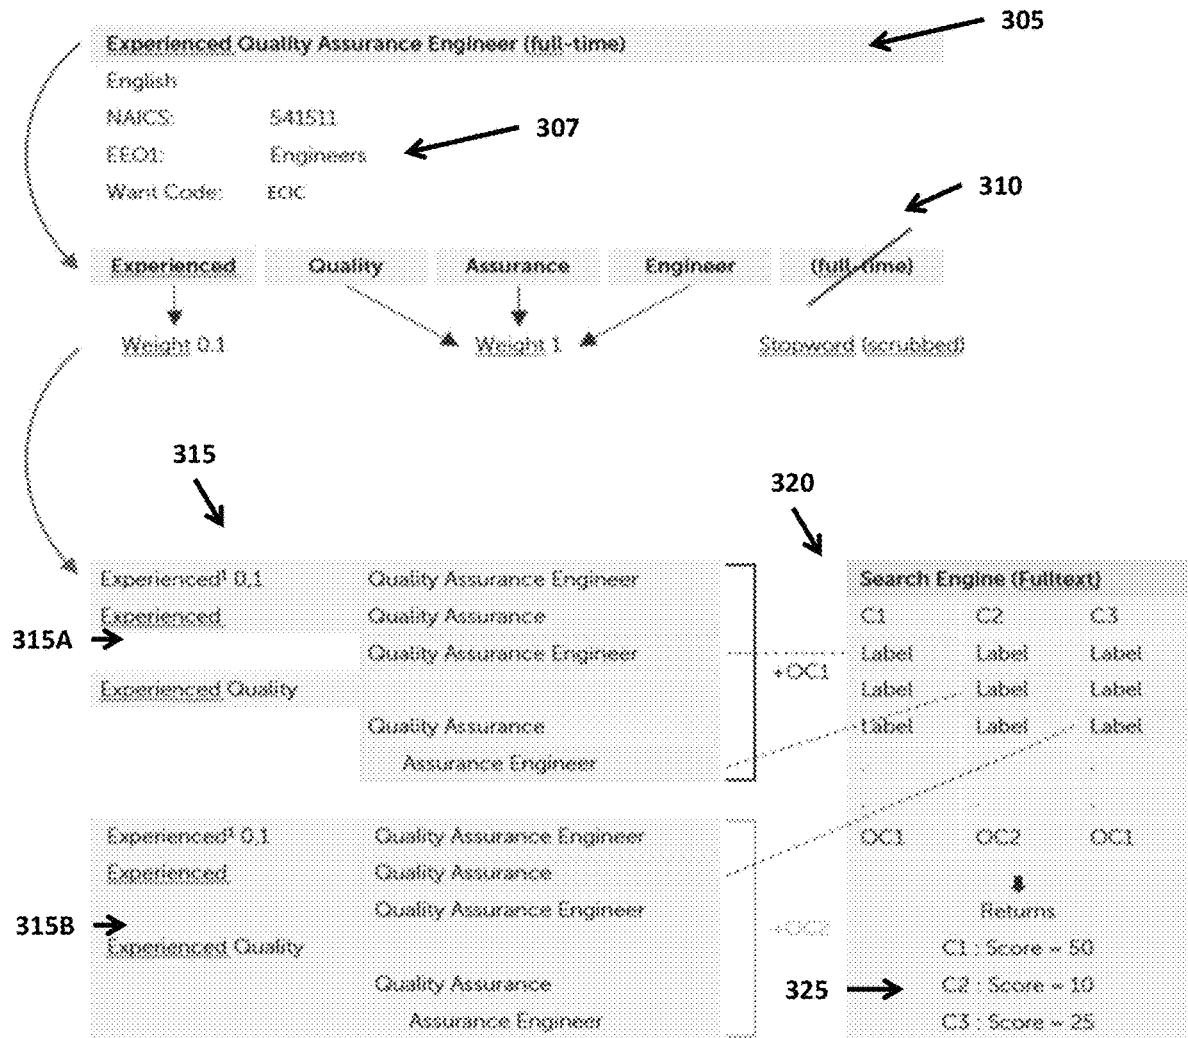 305
Experienced Quality Assurance Engineer (full-time)
English
NAICS: 541511
307
EEO1: Engineers
Want Code: ECIC
310
Experienced Quality Assurance Engineer (full-time)
Weight 0.1 Weight 1 Stopword (scrubbed)
315
320
Experienced¹ 0,1 Quality Assurance Engineer
Experienced Quality Assurance
315A
Quality Assurance Engineer
Experienced Quality
Quality Assurance
Assurance Engineer
+OC1
Search Engine (Fulltext)
C1 C2 C3
Label Label Label
Label Label Label
Label Label Label
. . .
. . .
OC1 OC2 OC1
Returns
C1 : Score ~ 50
325
C2 : Score ~ 10
C3 : Score ~ 25
Experienced¹ 0,1 Quality Assurance Engineer
Experienced Quality Assurance
Quality Assurance Engineer
315B
Experienced Quality
Quality Assurance
Assurance Engineer
+OC2